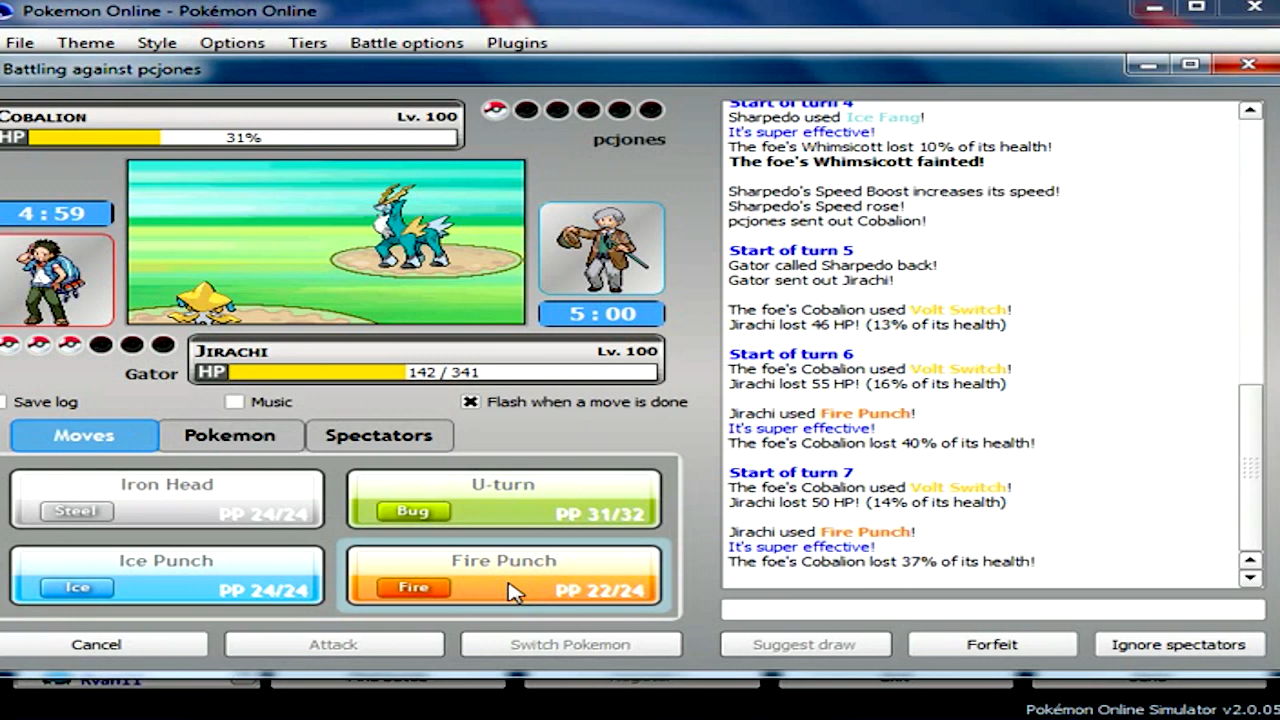 Pokemon Online - Pokémon Online
File Theme Style Options Tiers Battle options Plugins
Battling against pcjones
COBALION Lv. 100
HP 31%
pcjones
4:59
5:00
JIRACHI Lv. 100
HP 142 / 341
Gator
Save log Music Flash when a move is done
Moves Pokemon Spectators
Iron Head
Steel PP 24/24
U-turn
Bug PP 31/32
Ice Punch
Ice PP 24/24
Fire Punch
Fire PP 22/24
Cancel Attack Switch Pokemon
Start of turn 4
Sharpedo used Ice Fang!
It's super effective!
The foe's Whimsicott lost 10% of its health!
The foe's Whimsicott fainted!
Sharpedo's Speed Boost increases its speed!
Sharpedo's Speed rose!
pcjones sent out Cobalion!
Start of turn 5
Gator called Sharpedo back!
Gator sent out Jirachi!
The foe's Cobalion used Volt Switch!
Jirachi lost 46 HP! (13% of its health)
Start of turn 6
The foe's Cobalion used Volt Switch!
Jirachi lost 55 HP! (16% of its health)
Jirachi used Fire Punch!
It's super effective!
The foe's Cobalion lost 40% of its health!
Start of turn 7
The foe's Cobalion used Volt Switch!
Jirachi lost 50 HP! (14% of its health)
Jirachi used Fire Punch!
It's super effective!
The foe's Cobalion lost 37% of its health!
Suggest draw Forfeit Ignore spectators
Pokémon Online Simulator v2.0.05